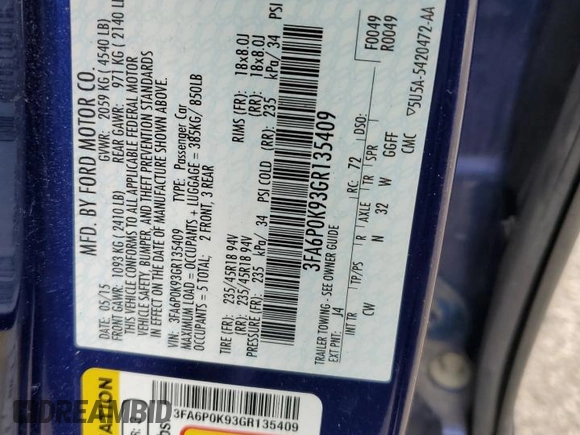 MFD. BY FORD MOTOR CO.
DATE: 05/15 GVWR: 2059 KG ( 4540 LB)
FRONT GAWR: 1093 KG ( 2410 LB) REAR GAWR: 971 KG ( 2140 L
THIS VEHICLE CONFORMS TO ALL APPLICABLE FEDERAL MOTOR
VEHICLE SAFETY, BUMPER, AND THEFT PREVENTION STANDARDS
IN EFFECT ON THE DATE OF MANUFACTURE SHOWN ABOVE.
VIN: 3FA6P0K93GR135409 TYPE: Passenger Car
MAXIMUM LOAD = OCCUPANTS + LUGGAGE = 385KG/ 850LB
OCCUPANTS = 5 TOTAL: 2 FRONT, 3 REAR
TIRE (FR): 235/45R18 94V RIMS (FR): 18x8.0J
(RR): 235/45R18 94V (RR): 18x8.0J
PRESSURE (FR): 235 kPa/ 34 PSI COLD (RR): 235 kPa/ 34 PSI
3FA6P0K93GR135409
F0049
R0049
TRAILER TOWING - SEE OWNER GUIDE
EXT PNT: J4 RC: 72 DSO:
INT TR TP/PS R AXLE TR SPR
CW N 32 W GGFF
CMC ▽5U5A-5420472-AA
CAUTION
3FA6P0K93GR135409
DREAMBID